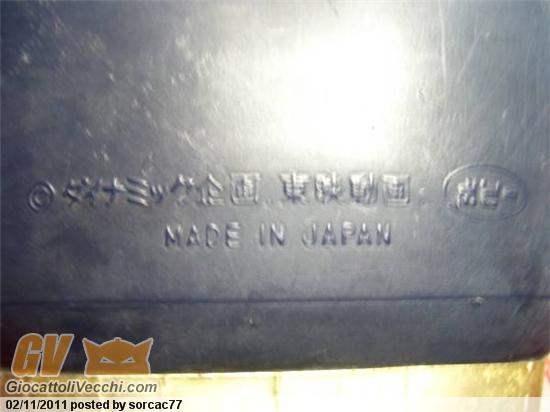 ©ダイナミック企画.東映動画 ポピー
MADE IN JAPAN
GV
GiocattoliVecchi.com
02/11/2011 posted by sorcac77